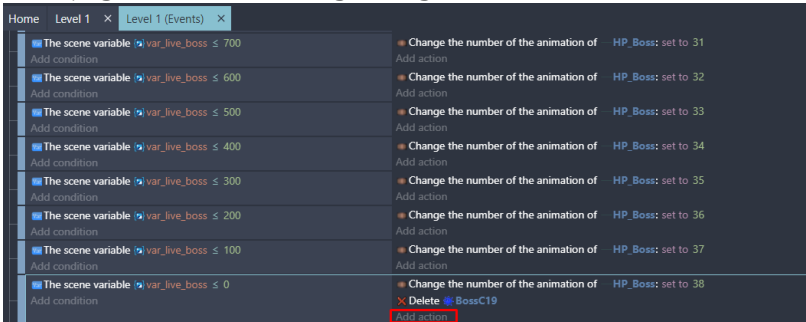 Home Level 1 × Level 1 (Events) ×
The scene variable var_live_boss ≤ 700 Change the number of the animation of HP_Boss: set to 31
Add condition Add action
The scene variable var_live_boss ≤ 600 Change the number of the animation of HP_Boss: set to 32
Add condition Add action
The scene variable var_live_boss ≤ 500 Change the number of the animation of HP_Boss: set to 33
Add condition Add action
The scene variable var_live_boss ≤ 400 Change the number of the animation of HP_Boss: set to 34
Add condition Add action
The scene variable var_live_boss ≤ 300 Change the number of the animation of HP_Boss: set to 35
Add condition Add action
The scene variable var_live_boss ≤ 200 Change the number of the animation of HP_Boss: set to 36
Add condition Add action
The scene variable var_live_boss ≤ 100 Change the number of the animation of HP_Boss: set to 37
Add condition Add action
The scene variable var_live_boss ≤ 0 Change the number of the animation of HP_Boss: set to 38
Add condition Delete BossC19
Add action